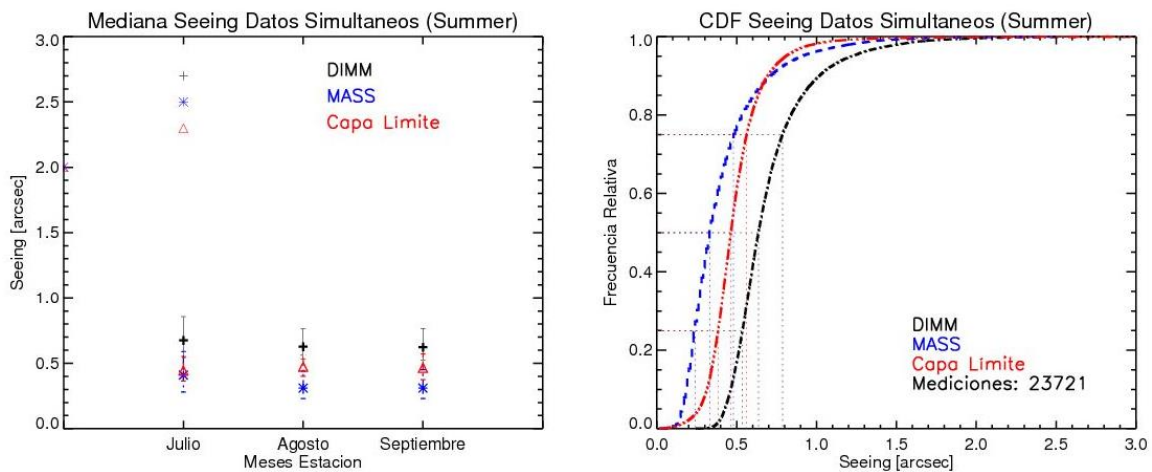 Mediana Seeing Datos Simultaneos (Summer)
3.0
2.5
2.0
1.5
1.0
0.5
0.0
Seeing [arcsec]
DIMM
MASS
Capa Limite
Julio Agosto Septiembre
Meses Estacion
CDF Seeing Datos Simultaneos (Summer)
1.0
0.8
0.6
0.4
0.2
0.0
Frecuencia Relativa
DIMM
MASS
Capa Limite
Mediciones: 23721
0.0 0.5 1.0 1.5 2.0 2.5 3.0
Seeing [arcsec]